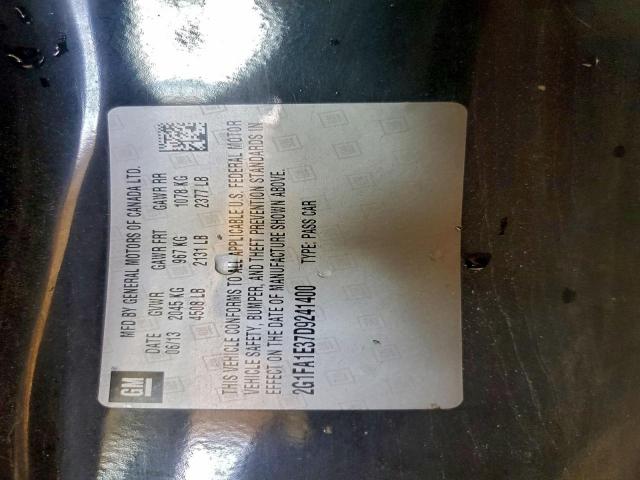 GM
MFD BY GENERAL MOTORS OF CANADA LTD.
DATE GVWR GAWR FRT GAWR RR
06/13 2045 KG 967 KG 1078 KG
4508 LB 2131 LB 2377 LB
THIS VEHICLE CONFORMS TO ALL APPLICABLE U.S. FEDERAL MOTOR
VEHICLE SAFETY, BUMPER, AND THEFT PREVENTION STANDARDS IN
EFFECT ON THE DATE OF MANUFACTURE SHOWN ABOVE.
2G1FA1E37D9241400 TYPE: PASS CAR